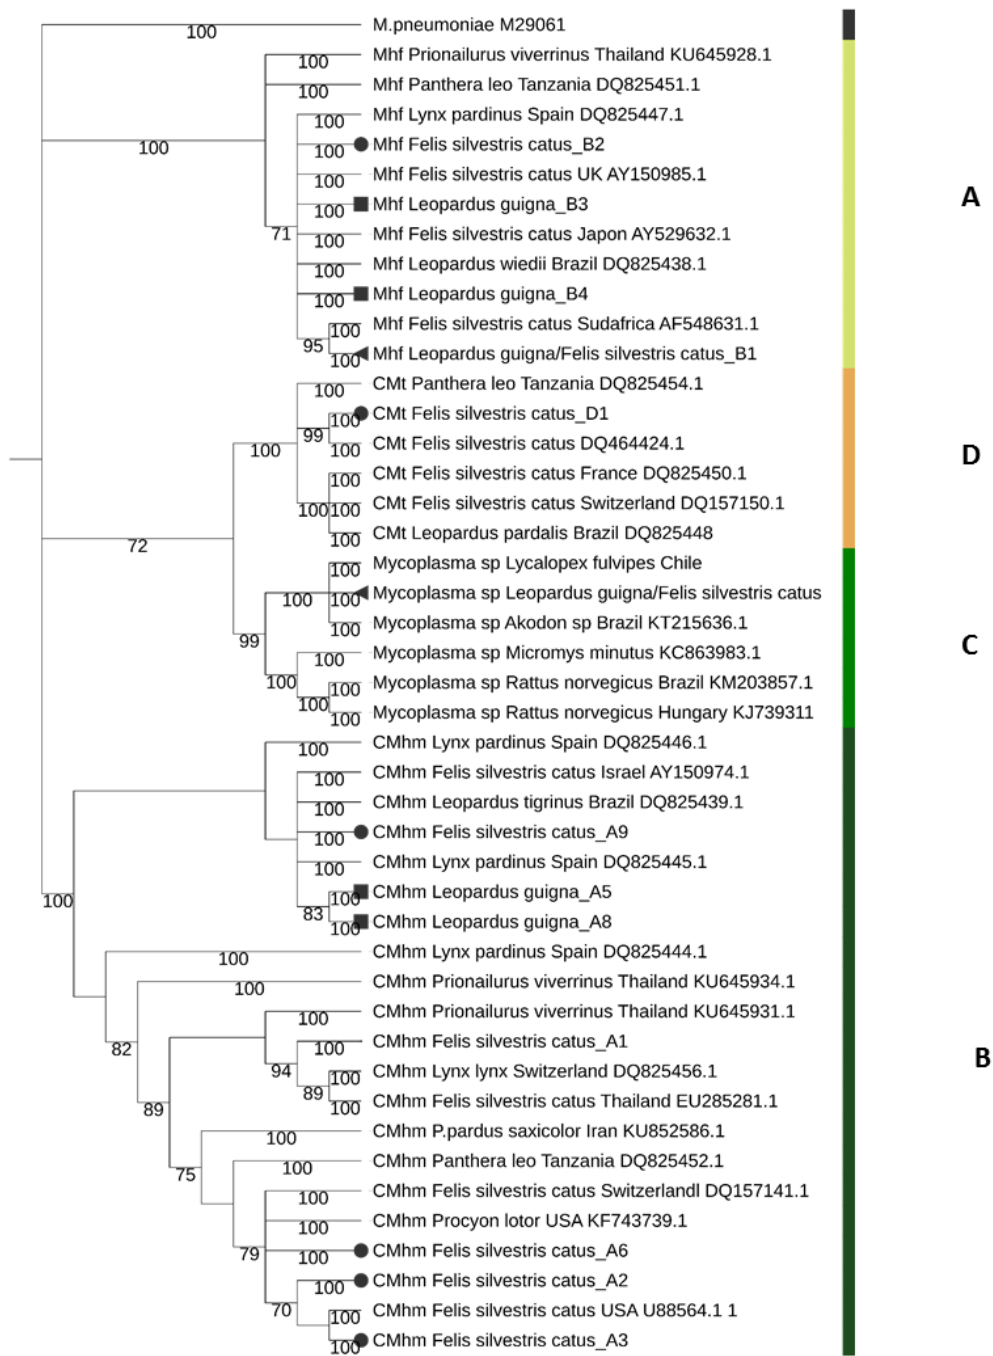 M.pneumoniae M29061
100
Mhf Prionailurus viverrinus Thailand KU645928.1
100
Mhf Panthera leo Tanzania DQ825451.1
100
Mhf Lynx pardinus Spain DQ825447.1
100
Mhf Felis silvestris catus_B2
100
100
Mhf Felis silvestris catus UK AY150985.1
100
A
Mhf Leopardus guigna_B3
100
71
Mhf Felis silvestris catus Japon AY529632.1
100
Mhf Leopardus wiedii Brazil DQ825438.1
100
Mhf Leopardus guigna_B4
100
Mhf Felis silvestris catus Sudafrica AF548631.1
100
95
Mhf Leopardus guigna/Felis silvestris catus_B1
100
CMt Panthera leo Tanzania DQ825454.1
100
CMt Felis silvestris catus_D1
100
99
CMt Felis silvestris catus DQ464424.1
100
100
D
CMt Felis silvestris catus France DQ825450.1
100
CMt Felis silvestris catus Switzerland DQ157150.1
100
100
CMt Leopardus pardalis Brazil DQ825448
100
72
Mycoplasma sp Lycalopex fulvipes Chile
100
Mycoplasma sp Leopardus guigna/Felis silvestris catus
100
100
Mycoplasma sp Akodon sp Brazil KT215636.1
100
99
C
Mycoplasma sp Micromys minutus KC863983.1
100
100
Mycoplasma sp Rattus norvegicus Brazil KM203857.1
100
100
Mycoplasma sp Rattus norvegicus Hungary KJ739311
100
CMhm Lynx pardinus Spain DQ825446.1
100
CMhm Felis silvestris catus Israel AY150974.1
100
CMhm Leopardus tigrinus Brazil DQ825439.1
100
CMhm Felis silvestris catus_A9
100
CMhm Lynx pardinus Spain DQ825445.1
100
CMhm Leopardus guigna_A5
100
100
83
CMhm Leopardus guigna_A8
100
CMhm Lynx pardinus Spain DQ825444.1
100
CMhm Prionailurus viverrinus Thailand KU645934.1
100
CMhm Prionailurus viverrinus Thailand KU645931.1
100
CMhm Felis silvestris catus_A1
82
100
B
CMhm Lynx lynx Switzerland DQ825456.1
94
100
89
CMhm Felis silvestris catus Thailand EU285281.1
89
100
CMhm P.pardus saxicolor Iran KU852586.1
100
CMhm Panthera leo Tanzania DQ825452.1
100
75
CMhm Felis silvestris catus Switzerlandl DQ157141.1
100
CMhm Procyon lotor USA KF743739.1
100
CMhm Felis silvestris catus_A6
79
100
CMhm Felis silvestris catus_A2
100
70
CMhm Felis silvestris catus USA U88564.1 1
100
CMhm Felis silvestris catus_A3
100